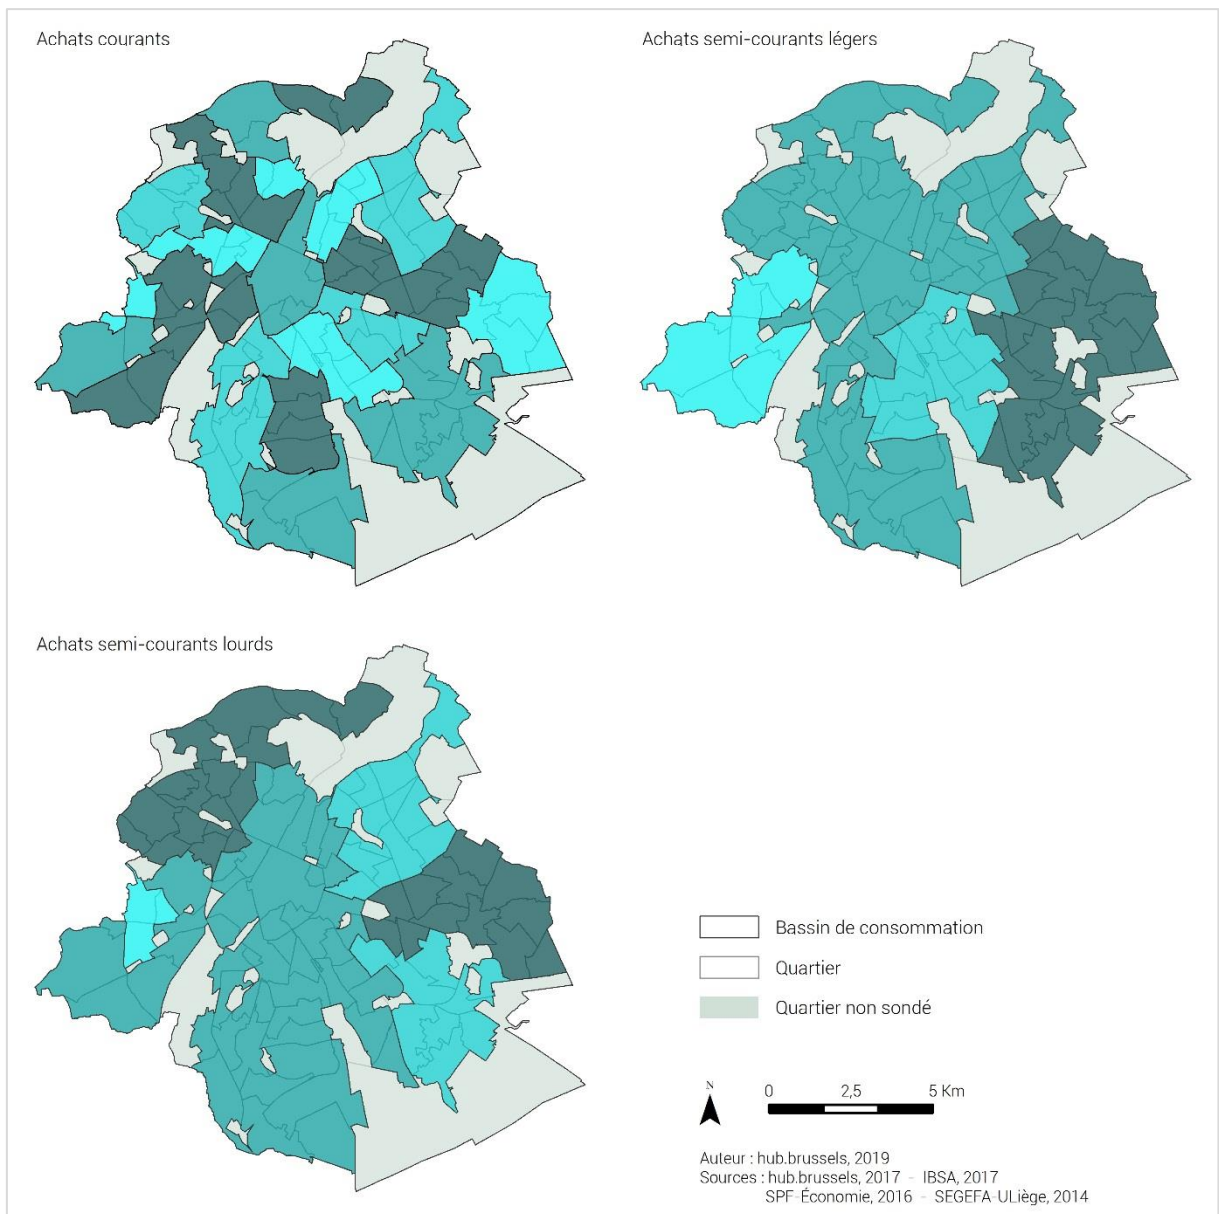 Achats courants
Achats semi-courants légers
Achats semi-courants lourds
Bassin de consommation
Quartier
Quartier non sondé
N
0 2,5 5 Km
Auteur : hub.brussels, 2019
Sources : hub.brussels, 2017 - IBSA, 2017
SPF-Économie, 2016 - SEGEFA-ULiège, 2014